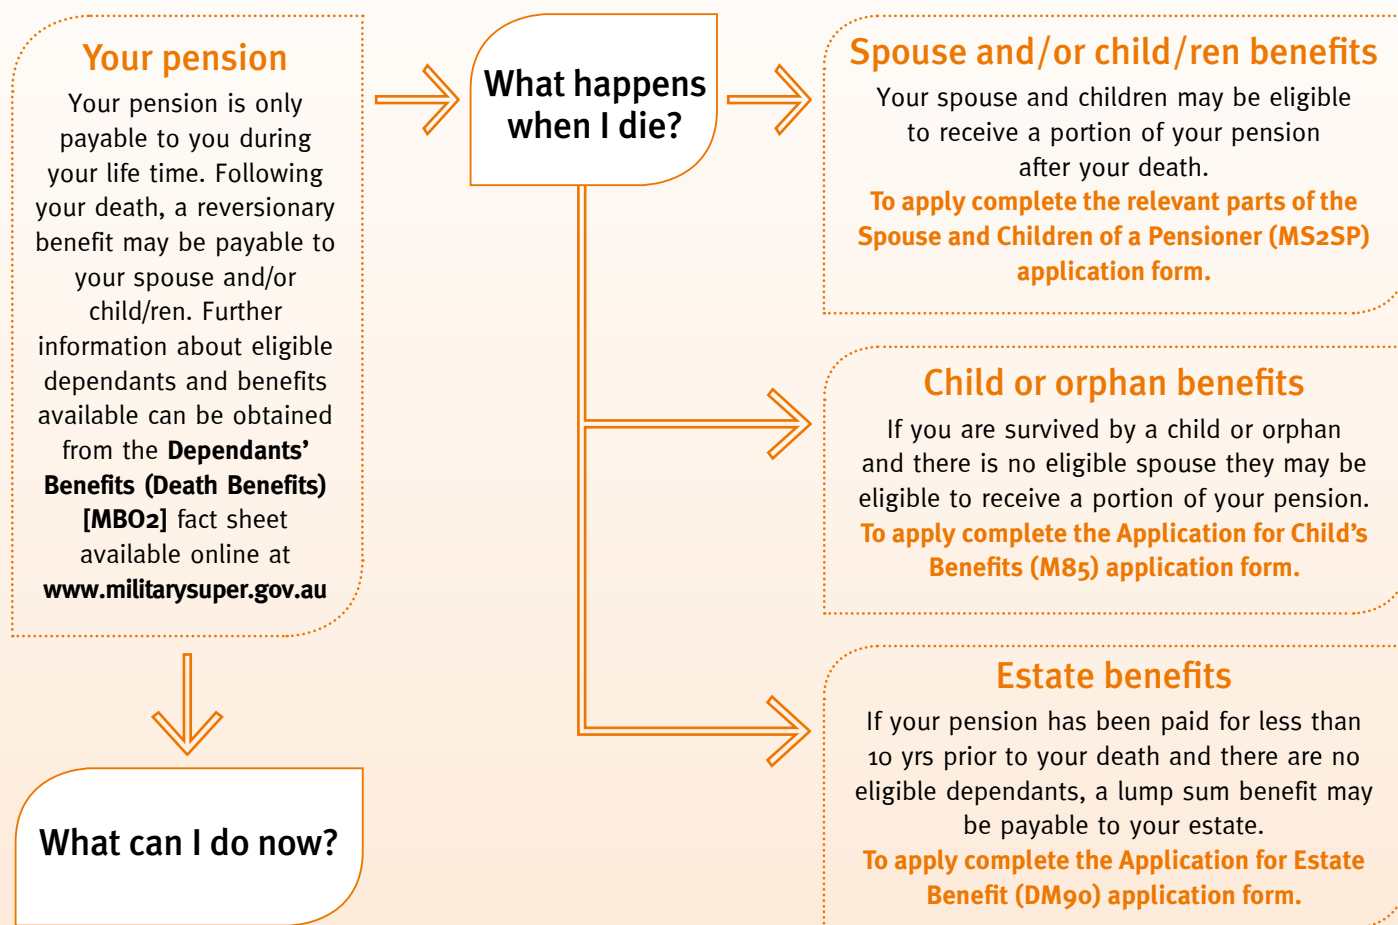 Your pension
Your pension is only
payable to you during
your life time. Following
your death, a reversionary
benefit may be payable to
your spouse and/or
child/ren. Further
information about eligible
dependants and benefits
available can be obtained
from the Dependants’
Benefits (Death Benefits)
[MBO2] fact sheet
available online at
www.militarysuper.gov.au
What can I do now?
What happens
when I die?
Spouse and/or child/ren benefits
Your spouse and children may be eligible
to receive a portion of your pension
after your death.
To apply complete the relevant parts of the
Spouse and Children of a Pensioner (MS2SP)
application form.
Child or orphan benefits
If you are survived by a child or orphan
and there is no eligible spouse they may be
eligible to receive a portion of your pension.
To apply complete the Application for Child’s
Benefits (M85) application form.
Estate benefits
If your pension has been paid for less than
10 yrs prior to your death and there are no
eligible dependants, a lump sum benefit may
be payable to your estate.
To apply complete the Application for Estate
Benefit (DM90) application form.